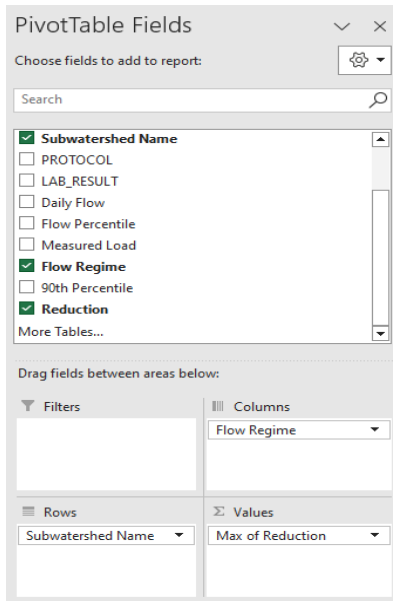 PivotTable Fields
Choose fields to add to report:
Search
Subwatershed Name
PROTOCOL
LAB_RESULT
Daily Flow
Flow Percentile
Measured Load
Flow Regime
90th Percentile
Reduction
More Tables...
Drag fields between areas below:
Filters
Columns
Flow Regime
Rows
Σ Values
Subwatershed Name
Max of Reduction